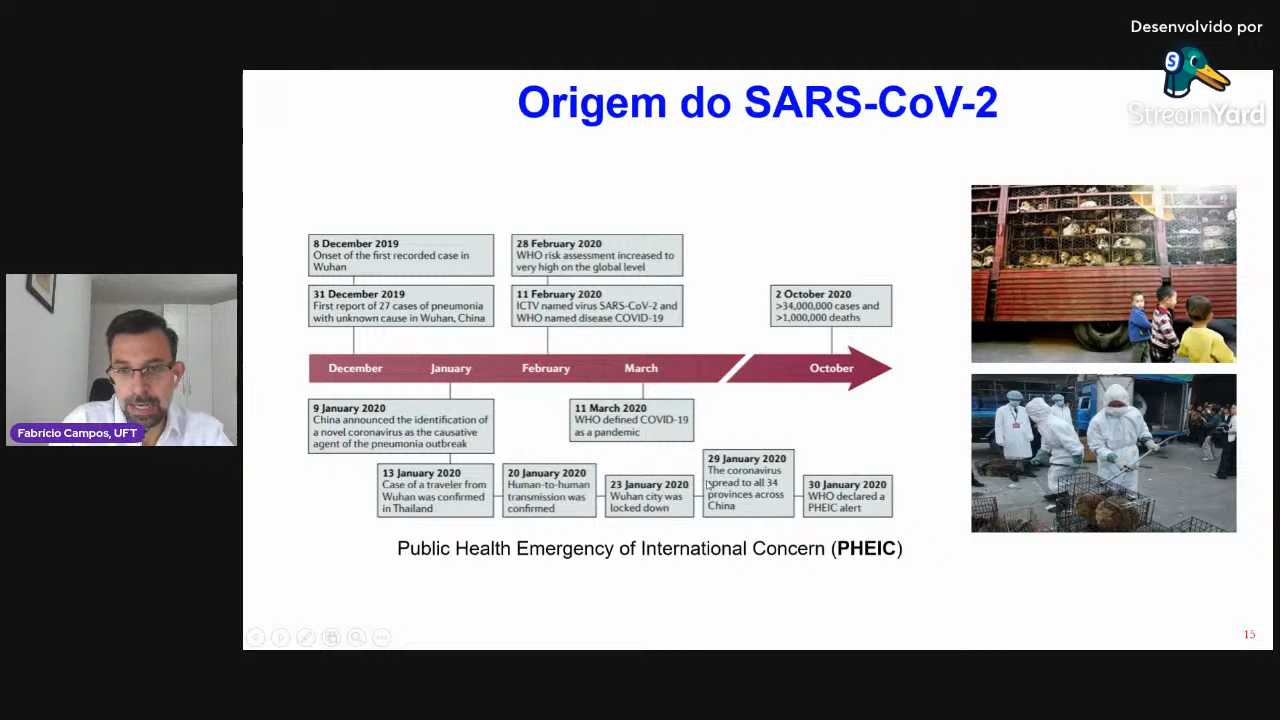 Desenvolvido por
S
StreamYard
Origem do SARS-CoV-2
8 December 2019
Onset of the first recorded case in
Wuhan
28 February 2020
WHO risk assessment increased to
very high on the global level
31 December 2019
First report of 27 cases of pneumonia
with unknown cause in Wuhan, China
11 February 2020
ICTV named virus SARS-CoV-2 and
WHO named disease COVID-19
2 October 2020
>34,000,000 cases and
>1,000,000 deaths
December January February March October
9 January 2020
China announced the identification of
a novel coronavirus as the causative
agent of the pneumonia outbreak
11 March 2020
WHO defined COVID-19
as a pandemic
13 January 2020
Case of a traveler from
Wuhan was confirmed
in Thailand
20 January 2020
Human-to-human
transmission was
confirmed
23 January 2020
Wuhan city was
locked down
29 January 2020
The coronavirus
spread to all 34
provinces across
China
30 January 2020
WHO declared a
PHEIC alert
Public Health Emergency of International Concern (PHEIC)
Fabrício Campos, UFT
15